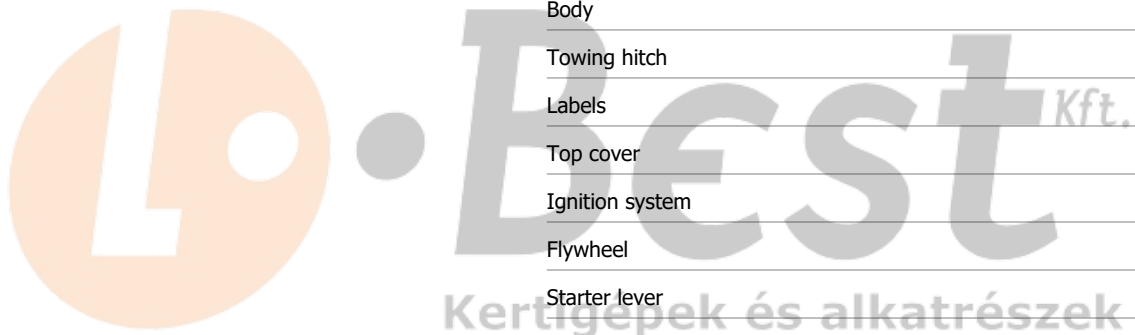 Body
Towing hitch
Labels
L Best Kft.
Top cover
Ignition system
Flywheel
Starter lever
Kertigépek és alkatrészek